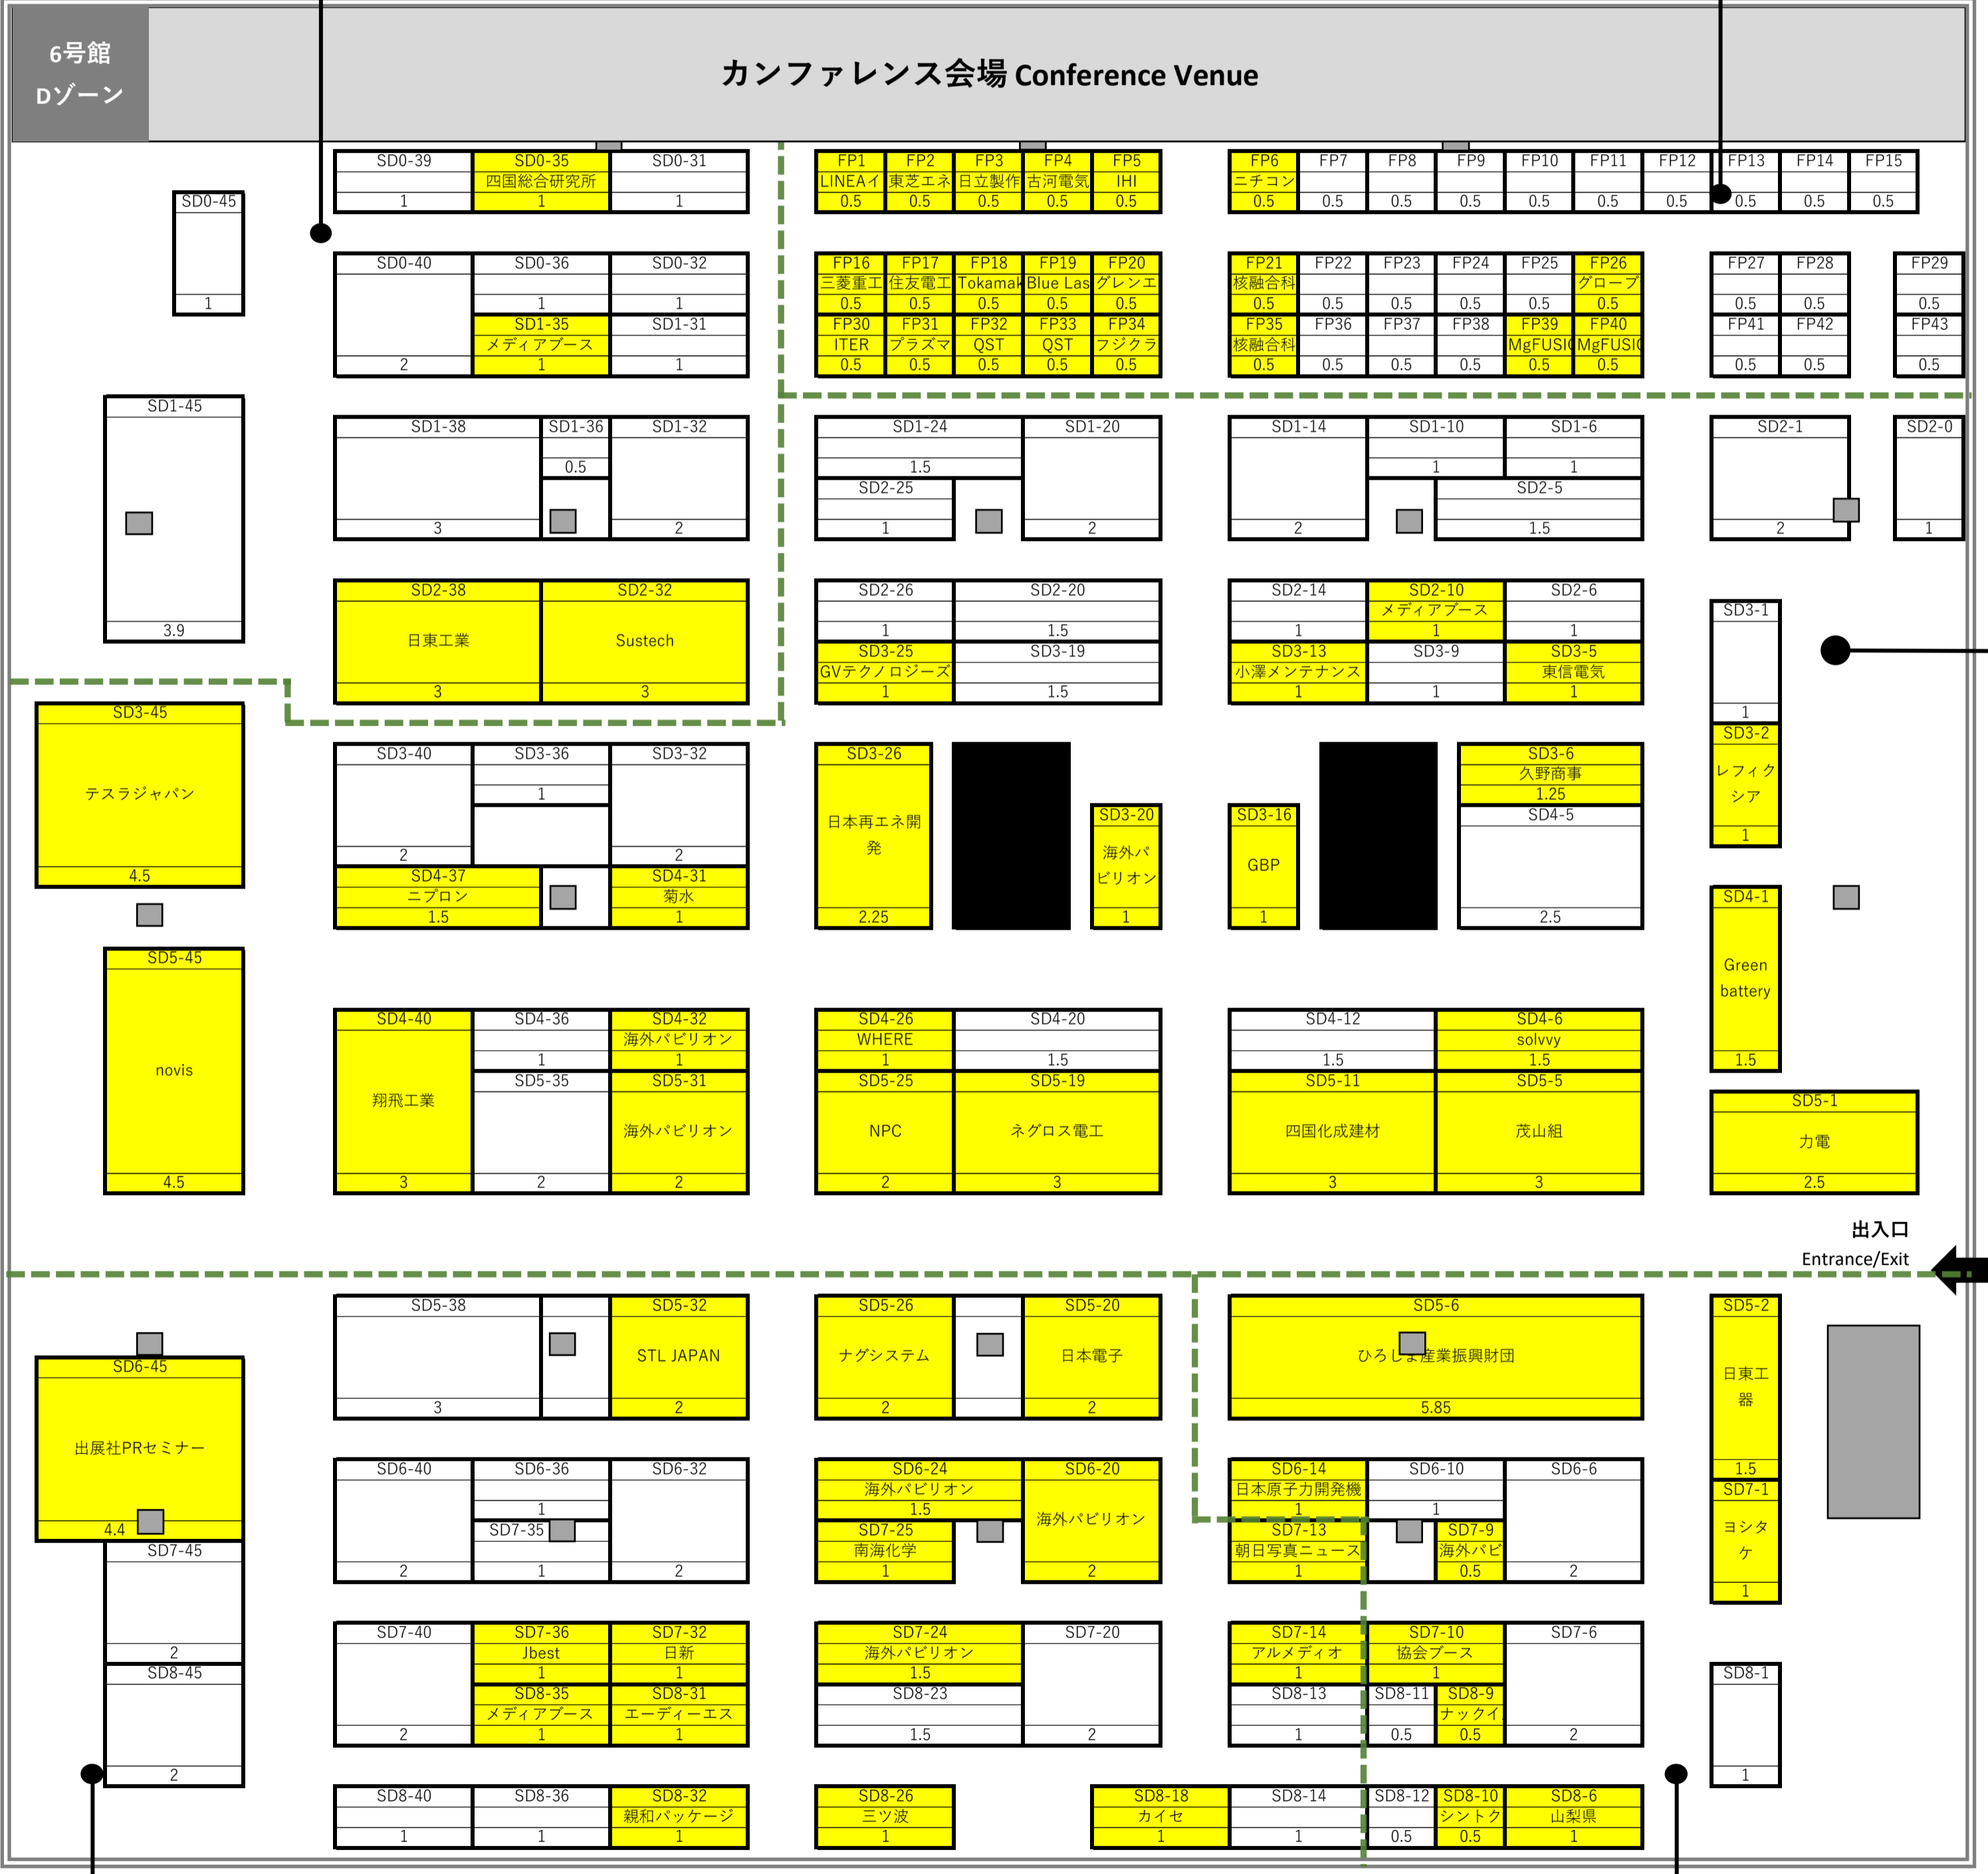 6号館
Dゾーン
カンファレンス会場 Conference Venue
SD0-39 SD0-35 SD0-31 FP1 FP2 FP3 FP4 FP5 FP6 FP7 FP8 FP9 FP10 FP11 FP12 FP13 FP14 FP15
四国総合研究所 LINEAイ 東芝エネ 日立製作 古河電気 IHI ニチコン
1 1 1 0.5 0.5 0.5 0.5 0.5 0.5 0.5 0.5 0.5 0.5 0.5 0.5 0.5 0.5 0.5
SD0-45
1
SD0-40 SD0-36 SD0-32 FP16 FP17 FP18 FP19 FP20 FP21 FP22 FP23 FP24 FP25 FP26 FP27 FP28 FP29
三菱重工 住友電工 Tokamak Blue Las グレンエ 核融合科 グローブ
1 1 0.5 0.5 0.5 0.5 0.5 0.5 0.5 0.5 0.5 0.5 0.5 0.5 0.5 0.5
SD1-35 SD1-31 FP30 FP31 FP32 FP33 FP34 FP35 FP36 FP37 FP38 FP39 FP40 FP41 FP42 FP43
メディアブース ITER プラズマ QST QST フジクラ 核融合科 MgFUSIO MgFUSIO
2 1 1 0.5 0.5 0.5 0.5 0.5 0.5 0.5 0.5 0.5 0.5 0.5 0.5 0.5 0.5
SD1-45
3.9
SD1-38 SD1-36 SD1-32 SD1-24 SD1-20 SD1-14 SD1-10 SD1-6 SD2-1 SD2-0
0.5 1.5 1 1
SD2-25 SD2-5
3 2 1 2 2 1.5 2 1
SD2-38 SD2-32 SD2-26 SD2-20 SD2-14 SD2-10 SD2-6
メディアブース
1 1.5 1 1 1
日東工業 Sustech
SD3-25 SD3-19 SD3-13 SD3-9 SD3-5
GVテクノロジーズ 小澤メンテナンス 東信電気
3 3 1 1.5 1 1 1
SD3-1
1
SD3-2
レフィク
シア
1
SD3-45
テスラジャパン
4.5
SD3-40 SD3-36 SD3-32 SD3-26 SD3-6
久野商事
1 1.25
日本再エネ開
発
SD3-20 SD3-16 SD4-5
海外パ
ビリオン
GBP
2 2
SD4-37 SD4-31
ニプロン 菊水
1.5 1 2.25 1 1 2.5
SD4-1
Green
battery
1.5
SD5-45
novis
4.5
SD4-40 SD4-36 SD4-32 SD4-26 SD4-20 SD4-12 SD4-6
海外パビリオン WHERE solvvy
1 1 1 1.5 1.5 1.5
SD5-35 SD5-31 SD5-25 SD5-19 SD5-11 SD5-5
翔飛工業 海外パビリオン NPC ネグロス電工 四国化成建材 茂山組
3 2 2 2 3 3 3
SD5-1
力電
2.5
出入口
Entrance/Exit
SD5-38 SD5-32 SD5-26 SD5-20 SD5-6 SD5-2
STL JAPAN ナグシステム 日本電子 ひろしま産業振興財団
3 2 2 2 5.85
日東工
器
1.5
SD7-1
ヨシタ
ケ
1
SD6-45
出展社PRセミナー
4.4
SD6-40 SD6-36 SD6-32 SD6-24 SD6-20 SD6-14 SD6-10 SD6-6
海外パビリオン 日本原子力開発機
1 1.5 1 1
海外パビリオン
SD7-35 SD7-25 SD7-13 SD7-9
南海化学 朝日写真ニュース 海外パビ
2 1 2 1 2 1 0.5 2
SD7-45
2
SD7-40 SD7-36 SD7-32 SD7-24 SD7-20 SD7-14 SD7-10 SD7-6
Jbest 日新 海外パビリオン アルメディオ 協会ブース
1 1 1.5 1 1
SD8-45
2
SD8-35 SD8-31 SD8-23 SD8-13 SD8-11 SD8-9
メディアブース エーディーエス ナックイ
2 1 1 1.5 2 1 0.5 0.5 2
SD8-1
1
SD8-40 SD8-36 SD8-32 SD8-26 SD8-18 SD8-14 SD8-12 SD8-10 SD8-6
親和パッケージ 三ツ波 カイセ シントク 山梨県
1 1 1 1 1 1 0.5 0.5 1